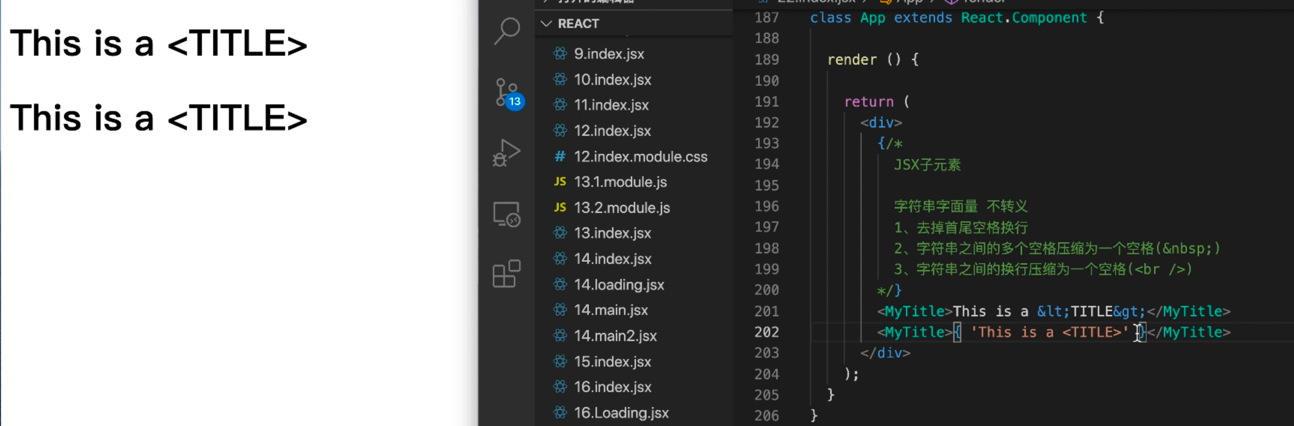 This is a <TITLE>
This is a <TITLE>
13
REACT
9.index.jsx
10.index.jsx
11.index.jsx
12.index.jsx
# 12.index.module.css
JS 13.1.module.js
JS 13.2.module.js
13.index.jsx
14.index.jsx
14.loading.jsx
14.main.jsx
14.main2.jsx
15.index.jsx
16.index.jsx
16.Loading.jsx
187 class App extends React.Component {
188
189 render () {
190
191 return (
192 <div>
193 {/*
194 JSX子元素
195
196 字符串字面量 不转义
197 1、去掉首尾空格换行
198 2、字符串之间的多个空格压缩为一个空格(&nbsp;)
199 3、字符串之间的换行压缩为一个空格(<br />)
200 */}
201 <MyTitle>This is a &lt;TITLE&gt;</MyTitle>
202 <MyTitle>{ 'This is a <TITLE>' }</MyTitle>
203 </div>
204 );
205 }
206 }